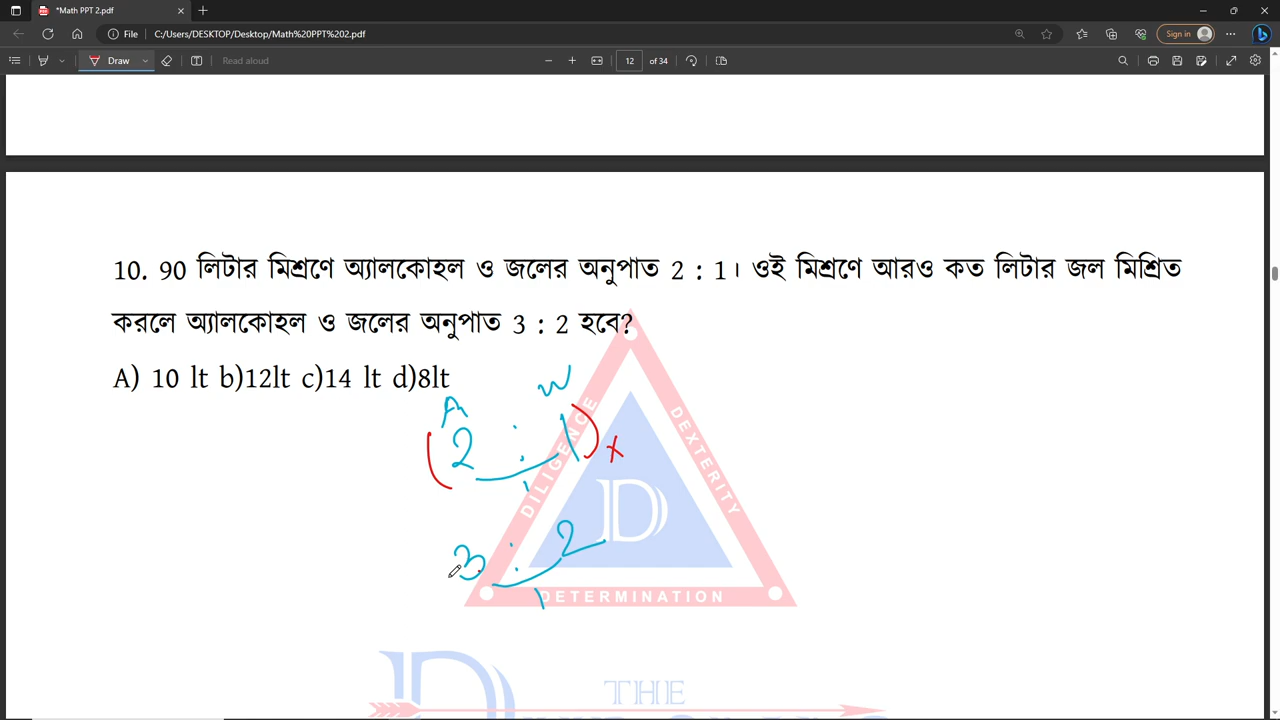 *Math PPT 2.pdf
File C:/Users/DESKTOP/Desktop/Math%20PPT%202.pdf
Sign in
Draw Read aloud 12 of 34
10. 90 লিটার মিশ্রণে অ্যালকোহল ও জলের অনুপাত 2 : 1। ওই মিশ্রণে আরও কত লিটার জল মিশ্রিত
করলে অ্যালকোহল ও জলের অনুপাত 3 : 2 হবে?
A) 10 lt b)12lt c)14 lt d)8lt
A W
(2 : 1) x
1
3 : 2
1
DILIGENCE
DEXTERITY
D
DETERMINATION
THE